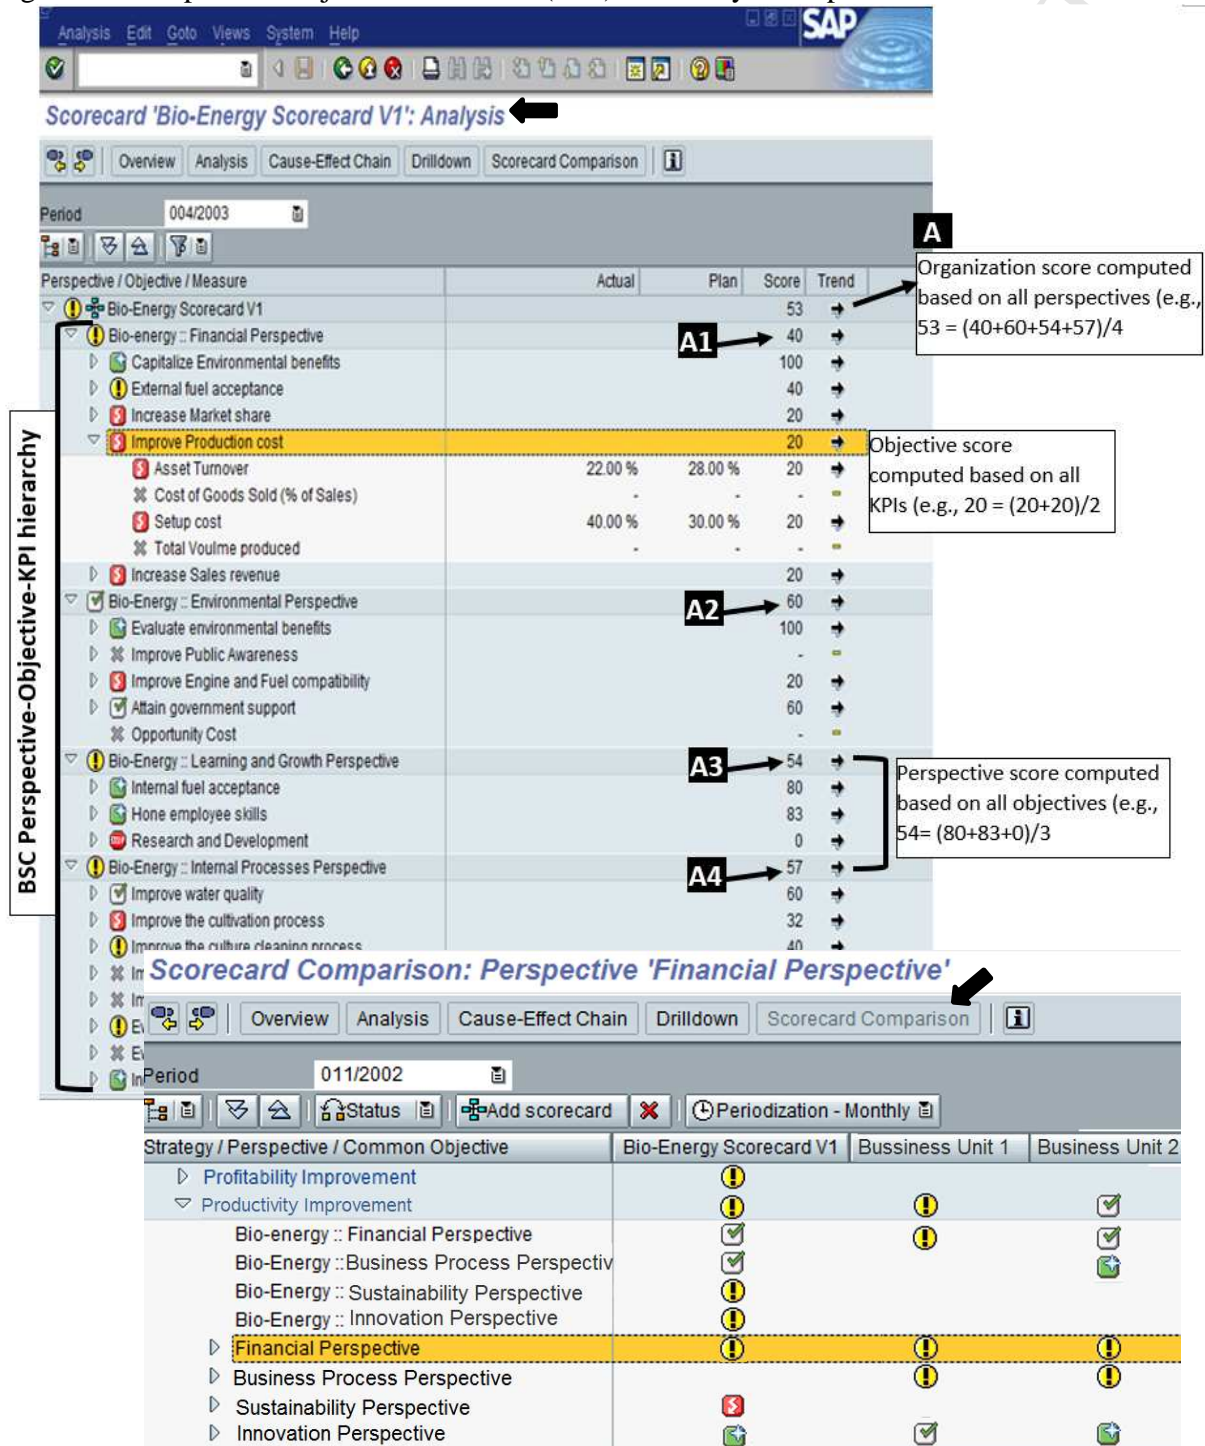 Analysis Edit Goto Views System Help
SAP
Scorecard 'Bio-Energy Scorecard V1': Analysis
Overview Analysis Cause-Effect Chain Drilldown Scorecard Comparison
Period 004/2003
A
Perspective / Objective / Measure Actual Plan Score Trend
Organization score computed
based on all perspectives (e.g.,
53 = (40+60+54+57)/4
Bio-Energy Scorecard V1 53
Bio-energy :: Financial Perspective A1 40
Capitalize Environmental benefits 100
External fuel acceptance 40
Increase Market share 20
Improve Production cost 20
Objective score
computed based on all
KPIs (e.g., 20 = (20+20)/2
Asset Turnover 22.00 % 28.00 % 20
Cost of Goods Sold (% of Sales) - - -
Setup cost 40.00 % 30.00 % 20
Total Voulme produced - - -
Increase Sales revenue 20
BSC Perspective-Objective-KPI hierarchy
Bio-Energy :: Environmental Perspective A2 60
Evaluate environmental benefits 100
Improve Public Awareness -
Improve Engine and Fuel compatibility 20
Attain government support 60
Opportunity Cost -
Bio-Energy :: Learning and Growth Perspective A3 54
Internal fuel acceptance 80
Hone employee skills 83
Research and Development 0
Perspective score computed
based on all objectives (e.g.,
54= (80+83+0)/3
Bio-Energy :: Internal Processes Perspective A4 57
Improve water quality 60
Improve the cultivation process 32
Improve the culture cleaning process 40
Scorecard Comparison: Perspective 'Financial Perspective'
Overview Analysis Cause-Effect Chain Drilldown Scorecard Comparison
Period 011/2002
Status Add scorecard Periodization - Monthly
Strategy / Perspective / Common Objective Bio-Energy Scorecard V1 Bussiness Unit 1 Business Unit 2
Profitability Improvement
Productivity Improvement
Bio-energy :: Financial Perspective
Bio-Energy :: Business Process Perspectiv
Bio-Energy :: Sustainability Perspective
Bio-Energy :: Innovation Perspective
Financial Perspective
Business Process Perspective
Sustainability Perspective
Innovation Perspective